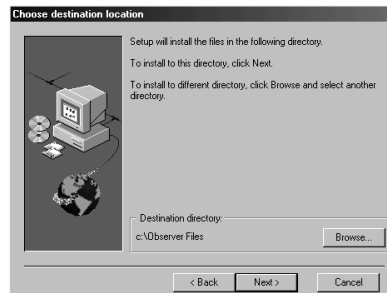 Choose destination location
Setup will install the files in the following directory.
To install to this directory, click Next.
To install to different directory, click Browse and select another
directory.
Destination directory:
c:\Observer Files
Browse...
< Back
Next >
Cancel